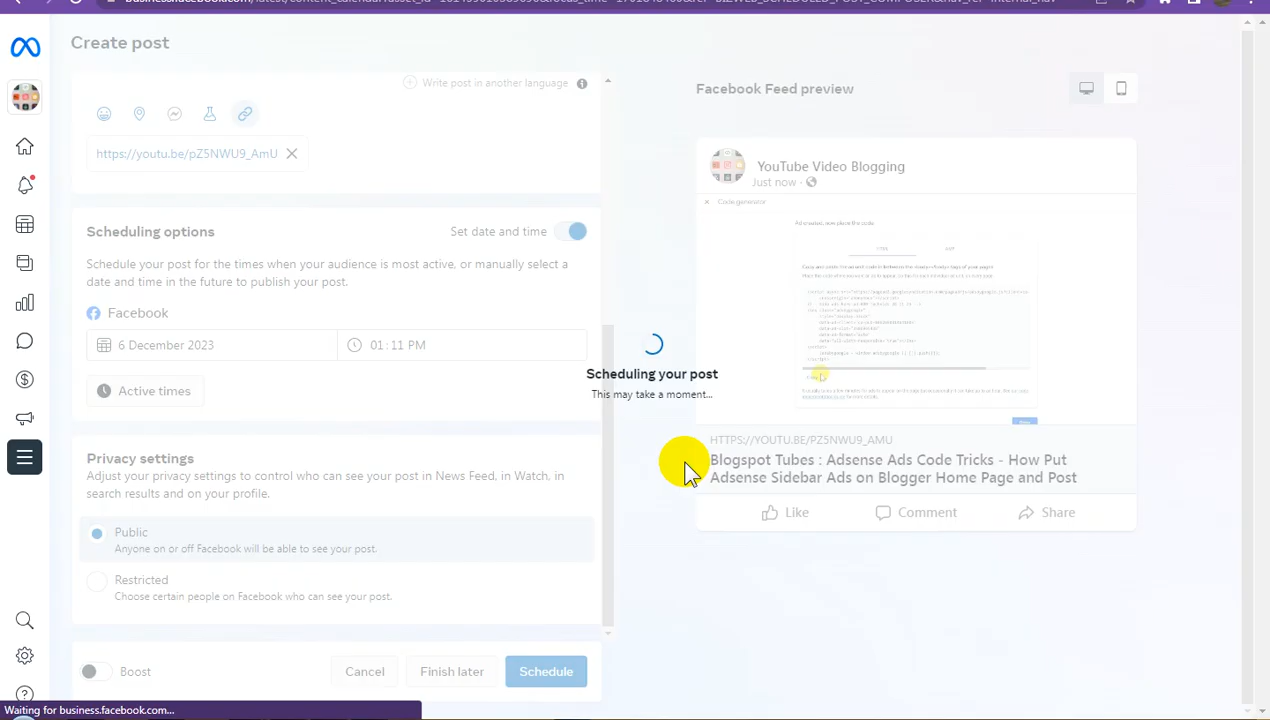 Create post
Write post in another language
https://youtu.be/pZ5NWU9_AmU
Scheduling options
Set date and time
Schedule your post for the times when your audience is most active, or manually select a
date and time in the future to publish your post.
Facebook
6 December 2023
01:11 PM
Active times
Privacy settings
Adjust your privacy settings to control who can see your post in News Feed, in Watch, in
search results and on your profile.
Public
Anyone on or off Facebook will be able to see your post.
Restricted
Choose certain people on Facebook who can see your post.
Boost
Cancel
Finish later
Schedule
Waiting for business.facebook.com...
Scheduling your post
This may take a moment...
Facebook Feed preview
YouTube Video Blogging
Just now ·
Code generator
HTTPS://YOUTU.BE/PZ5NWU9_AMU
Blogspot Tubes : Adsense Ads Code Tricks - How Put
Adsense Sidebar Ads on Blogger Home Page and Post
Like
Comment
Share